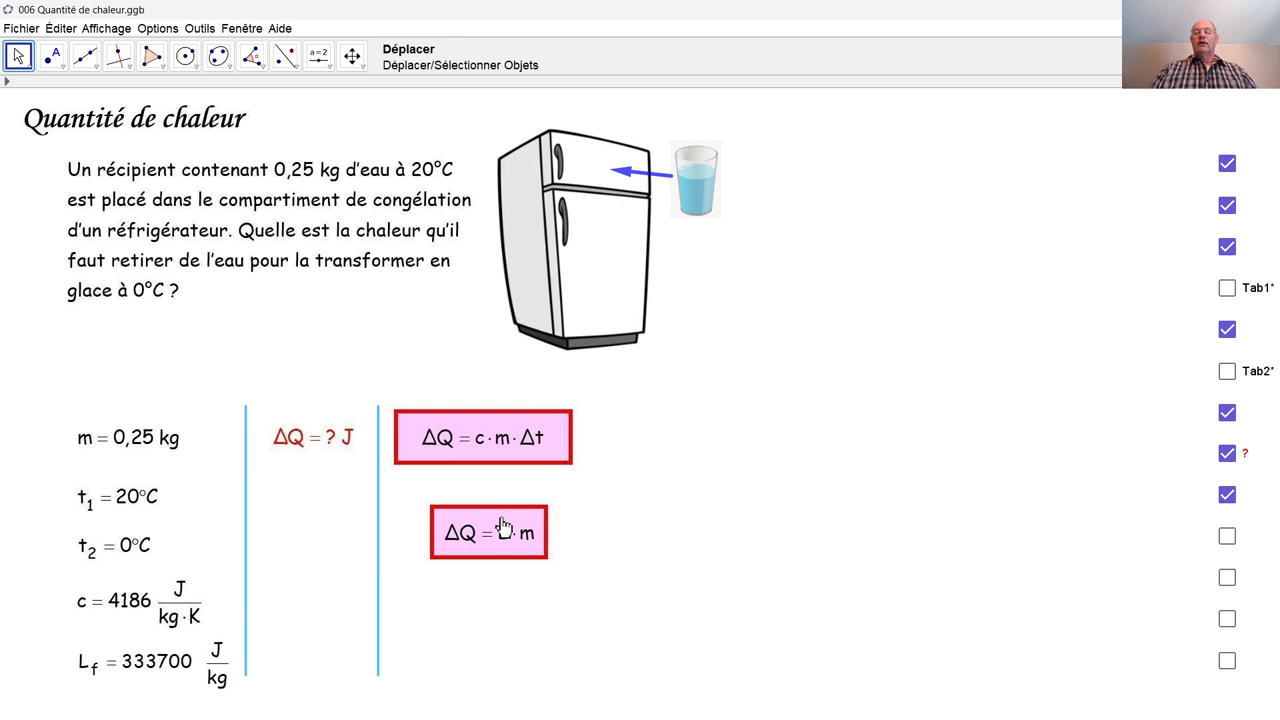 006 Quantité de chaleur.ggb
Fichier Éditer Affichage Options Outils Fenêtre Aide
A
a=2
Déplacer
Déplacer/Sélectionner Objets
Quantité de chaleur
Un récipient contenant 0,25 kg d'eau à 20°C
est placé dans le compartiment de congélation
d'un réfrigérateur. Quelle est la chaleur qu'il
faut retirer de l'eau pour la transformer en
glace à 0°C ?
Tab1*
Tab2*
?
m = 0,25 kg
t₁ = 20°C
t₂ = 0°C
c = 4186 J/kg·K
L_f = 333700 J/kg
ΔQ = ? J
ΔQ = c·m·Δt
ΔQ = ·m